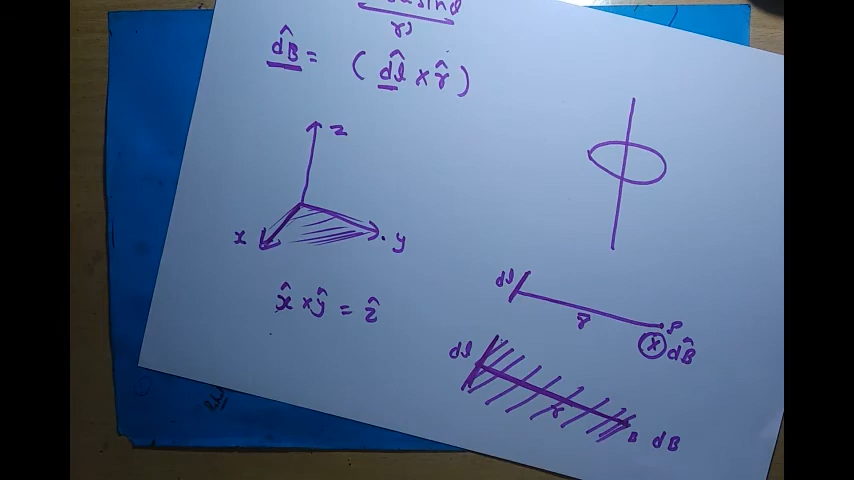 dB̂ = (dl̂ × r̂)
z
x
y
x̂ × ŷ = ẑ
dl
r
P
x dB̂
dl
r
dB